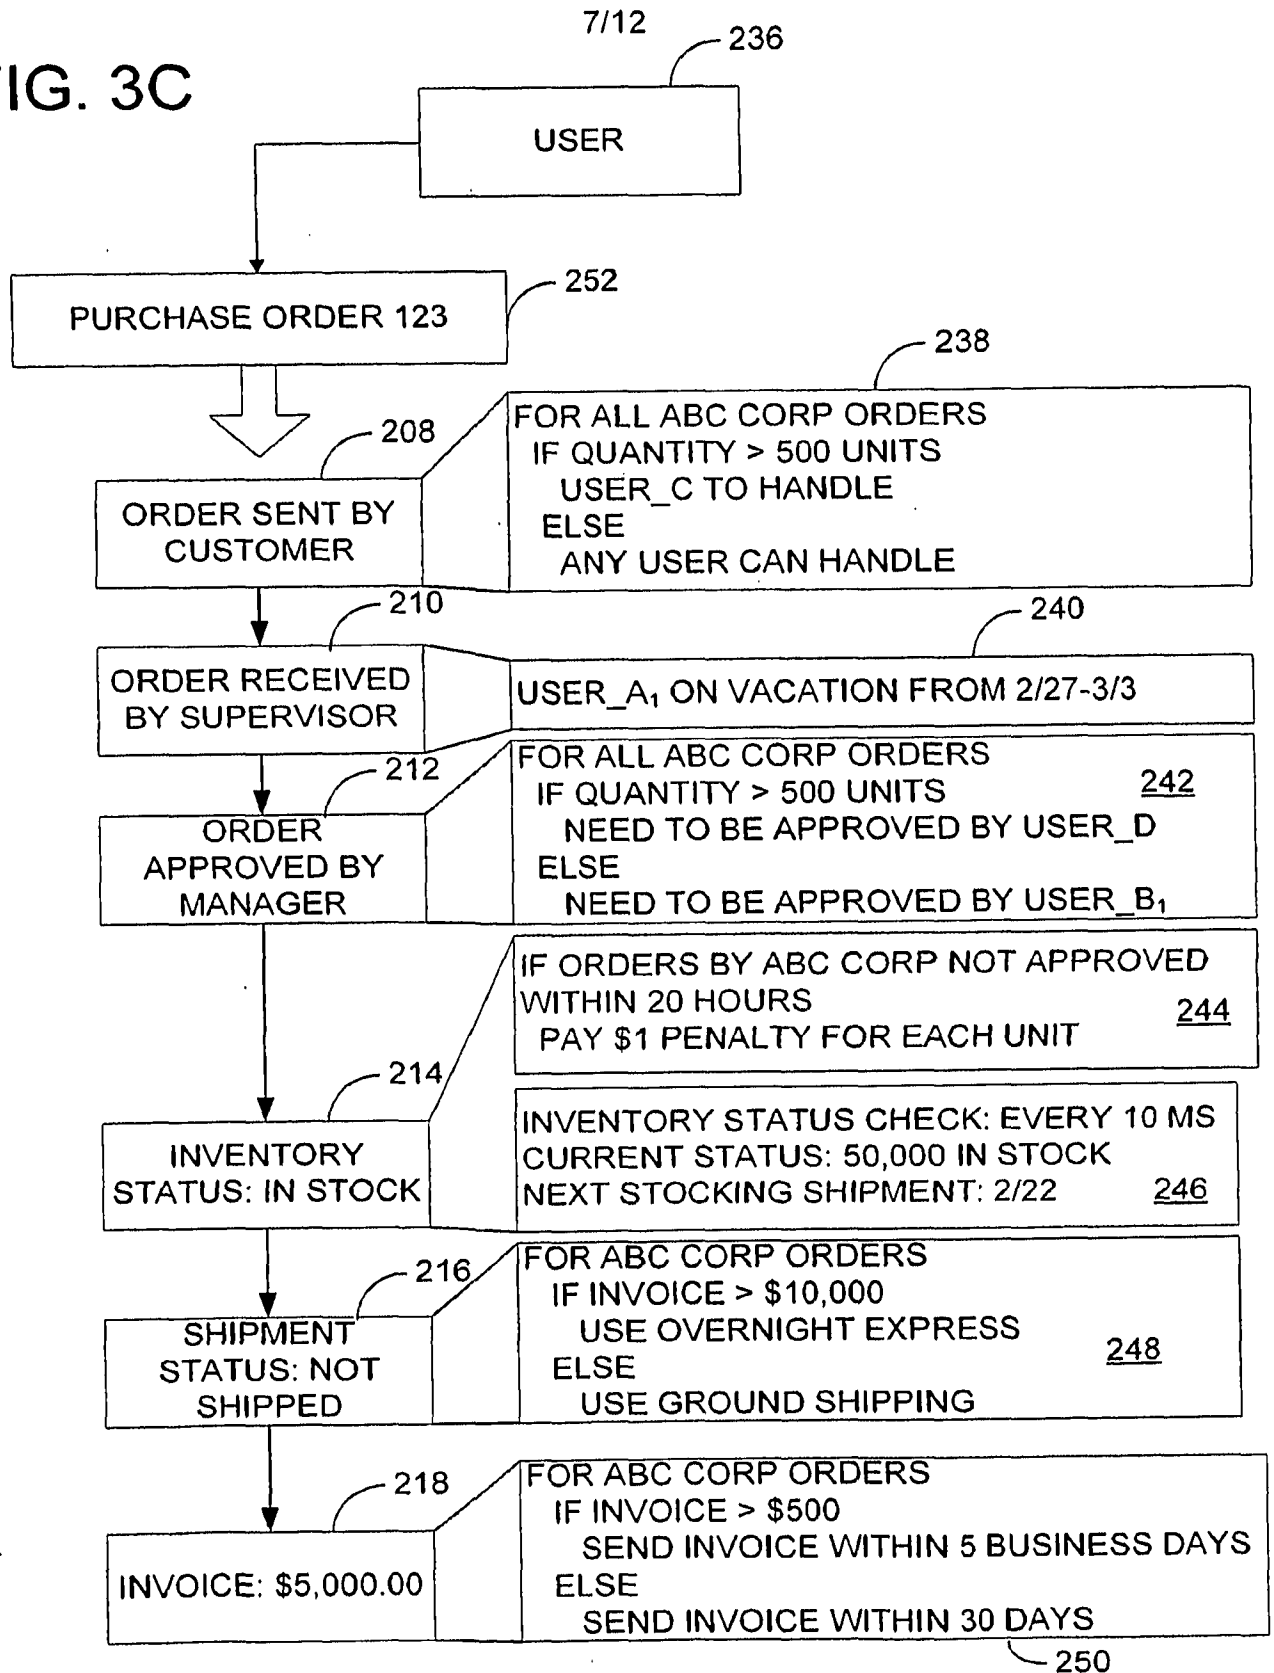 7/12
236
IG. 3C
USER
252
PURCHASE ORDER 123
238
FOR ALL ABC CORP ORDERS
IF QUANTITY > 500 UNITS
USER_C TO HANDLE
ELSE
ANY USER CAN HANDLE
208
ORDER SENT BY
CUSTOMER
210
ORDER RECEIVED
BY SUPERVISOR
240
USER_A₁ ON VACATION FROM 2/27-3/3
212
ORDER
APPROVED BY
MANAGER
FOR ALL ABC CORP ORDERS
IF QUANTITY > 500 UNITS
242
NEED TO BE APPROVED BY USER_D
ELSE
NEED TO BE APPROVED BY USER_B₁
IF ORDERS BY ABC CORP NOT APPROVED
WITHIN 20 HOURS
244
PAY $1 PENALTY FOR EACH UNIT
214
INVENTORY
STATUS: IN STOCK
INVENTORY STATUS CHECK: EVERY 10 MS
CURRENT STATUS: 50,000 IN STOCK
NEXT STOCKING SHIPMENT: 2/22
246
216
SHIPMENT
STATUS: NOT
SHIPPED
FOR ABC CORP ORDERS
IF INVOICE > $10,000
USE OVERNIGHT EXPRESS
248
ELSE
USE GROUND SHIPPING
218
INVOICE: $5,000.00
FOR ABC CORP ORDERS
IF INVOICE > $500
SEND INVOICE WITHIN 5 BUSINESS DAYS
ELSE
SEND INVOICE WITHIN 30 DAYS
250